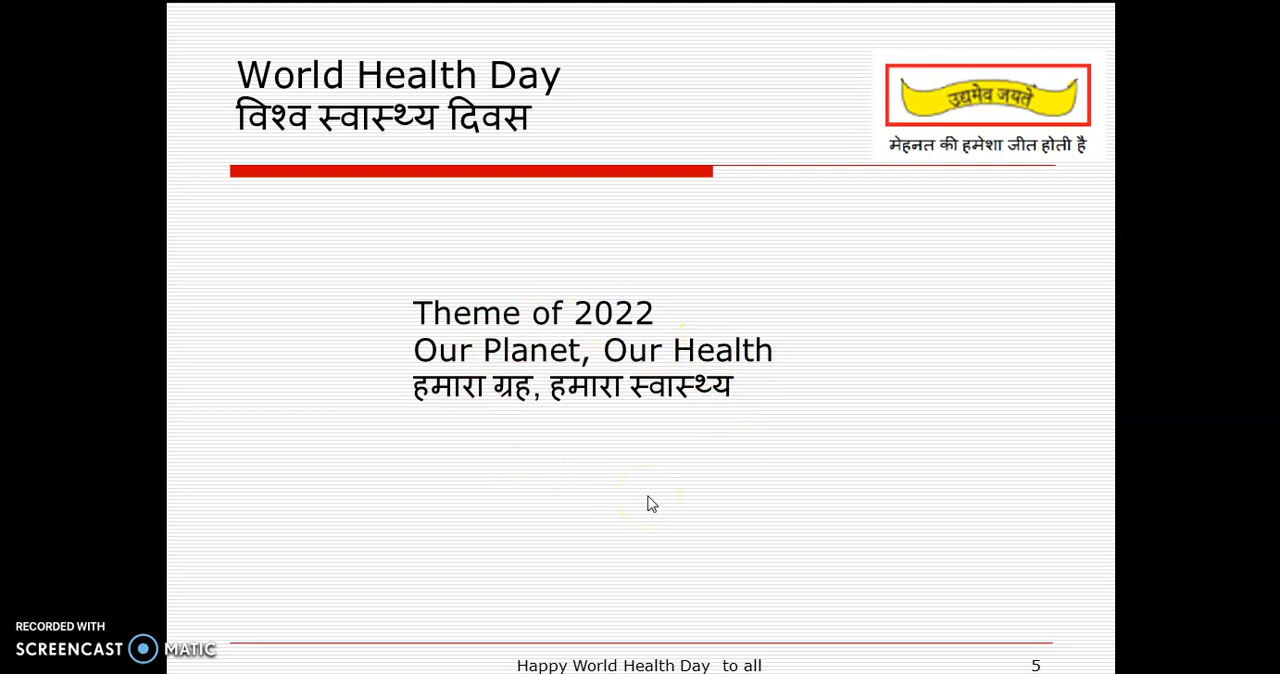 World Health Day
विश्व स्वास्थ्य दिवस
उद्यमेव जयते
मेहनत की हमेशा जीत होती है
Theme of 2022
Our Planet, Our Health
हमारा ग्रह, हमारा स्वास्थ्य
RECORDED WITH
SCREENCAST MATIC
Happy World Health Day to all
5